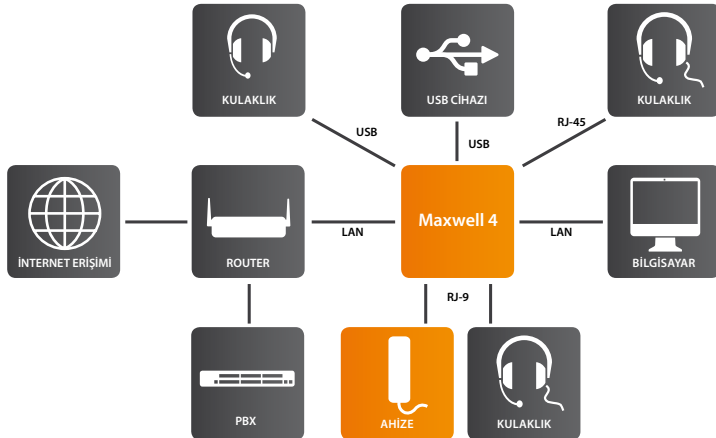 KULAKLIK
USB CİHAZI
KULAKLIK
USB
USB
RJ-45
İNTERNET ERİŞİMİ
ROUTER
LAN
Maxwell 4
LAN
BİLGİSAYAR
RJ-9
PBX
AHİZE
KULAKLIK